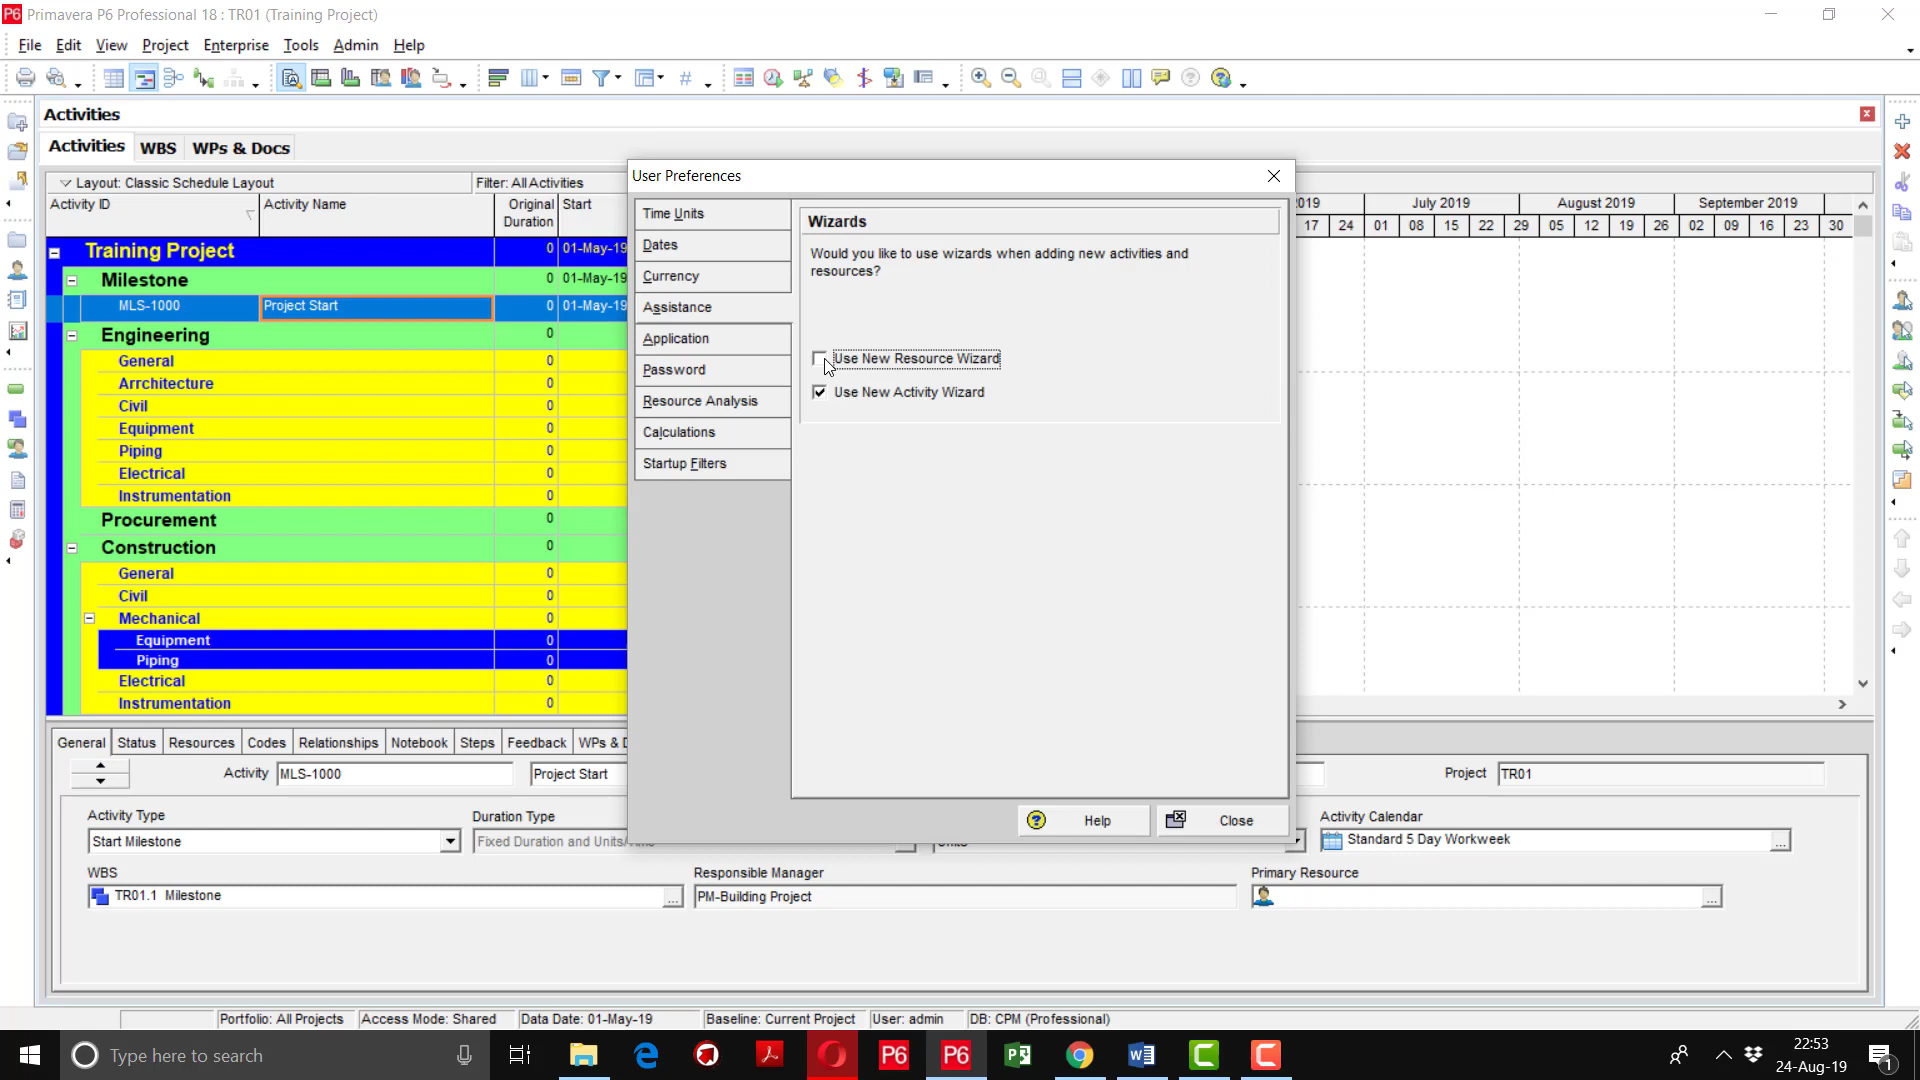 P6 Primavera P6 Professional 18 : TR01 (Training Project)
File Edit View Project Enterprise Tools Admin Help
Activities
Activities WBS WPs & Docs
Layout: Classic Schedule Layout Filter: All Activities
Activity ID Activity Name Original Duration Start
2019 July 2019 August 2019 September 2019
17 24 01 08 15 22 29 05 12 19 26 02 09 16 23 30
Training Project 0 01-May-19
Milestone 0 01-May-19
MLS-1000 Project Start 0 01-May-19
Engineering 0
General 0
Arrchitecture 0
Civil 0
Equipment 0
Piping 0
Electrical 0
Instrumentation 0
Procurement 0
Construction 0
General 0
Civil 0
Mechanical 0
Equipment 0
Piping 0
Electrical 0
Instrumentation 0
User Preferences
Time Units
Dates
Currency
Assistance
Application
Password
Resource Analysis
Calculations
Startup Filters
Wizards
Would you like to use wizards when adding new activities and
resources?
Use New Resource Wizard
Use New Activity Wizard
Help Close
General Status Resources Codes Relationships Notebook Steps Feedback WPs & D
Activity MLS-1000 Project Start Project TR01
Activity Type Duration Type Activity Calendar
Start Milestone Fixed Duration and Units/Time Units Standard 5 Day Workweek
WBS Responsible Manager Primary Resource
TR01.1 Milestone PM-Building Project
Portfolio: All Projects Access Mode: Shared Data Date: 01-May-19 Baseline: Current Project User: admin DB: CPM (Professional)
Type here to search
P6 P6
22:53
24-Aug-19
1